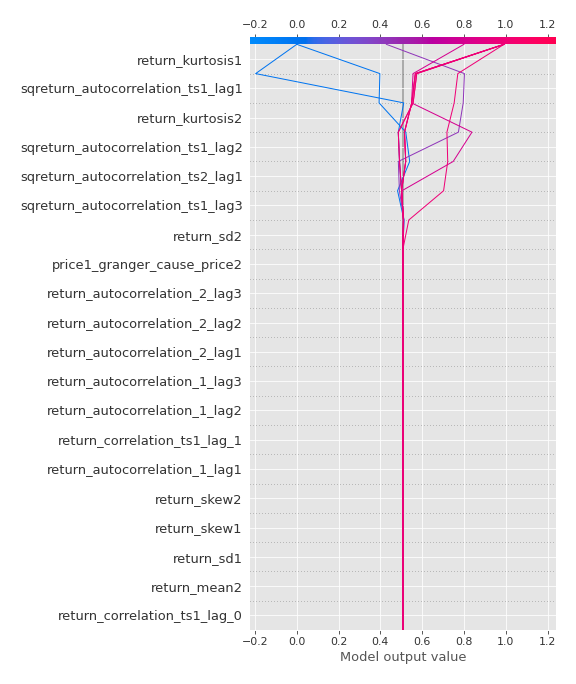 −0.2 0.0 0.2 0.4 0.6 0.8 1.0 1.2
return_kurtosis1
sqreturn_autocorrelation_ts1_lag1
return_kurtosis2
sqreturn_autocorrelation_ts1_lag2
sqreturn_autocorrelation_ts2_lag1
sqreturn_autocorrelation_ts1_lag3
return_sd2
price1_granger_cause_price2
return_autocorrelation_2_lag3
return_autocorrelation_2_lag2
return_autocorrelation_2_lag1
return_autocorrelation_1_lag3
return_autocorrelation_1_lag2
return_correlation_ts1_lag_1
return_autocorrelation_1_lag1
return_skew2
return_skew1
return_sd1
return_mean2
return_correlation_ts1_lag_0
−0.2 0.0 0.2 0.4 0.6 0.8 1.0 1.2
Model output value